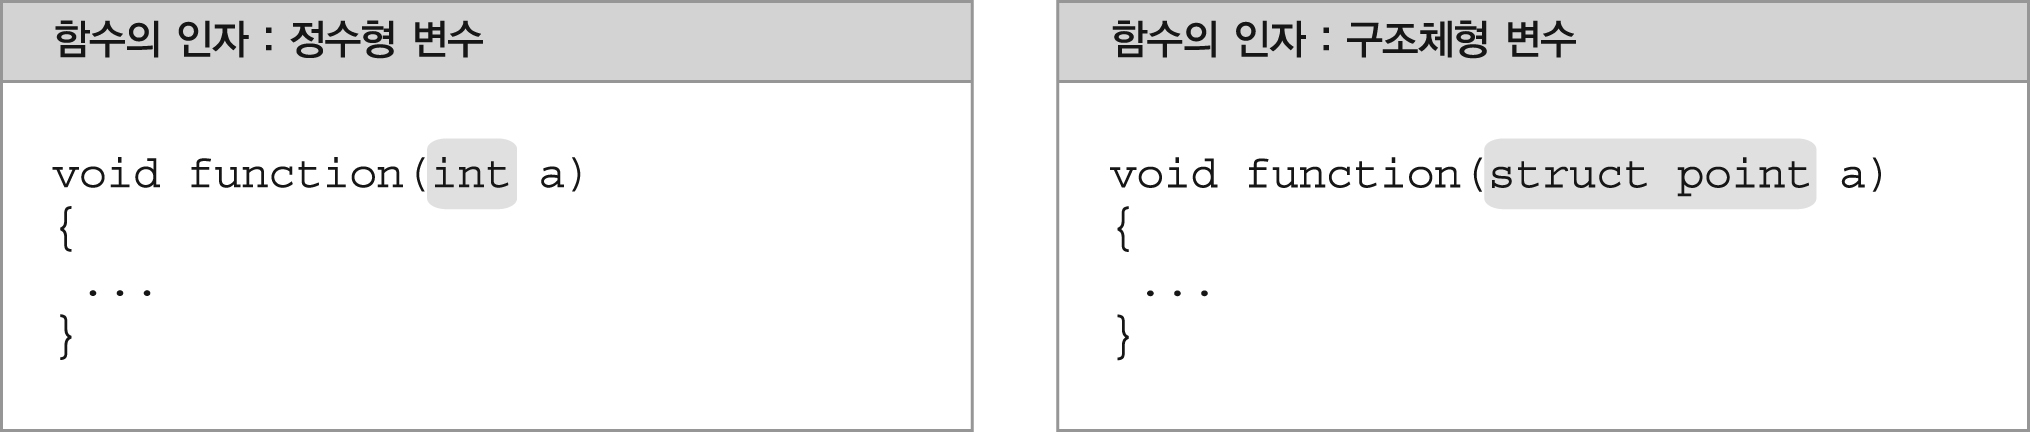 함수의 인자 : 정수형 변수
void function(int a)
{
...
}
함수의 인자 : 구조체형 변수
void function(struct point a)
{
...
}